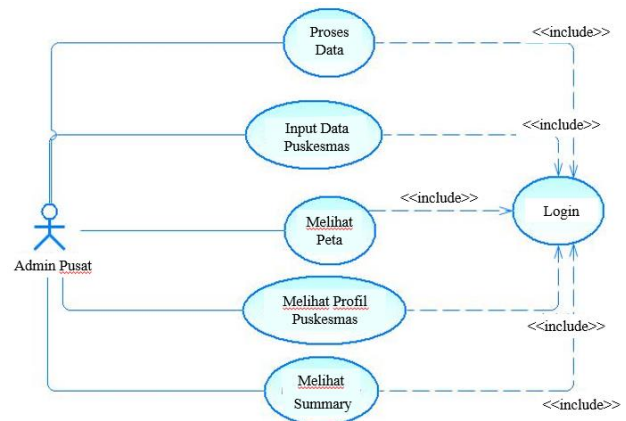 Proses
Data
<<include>>
Input Data
Puskesmas
<<include>>
Melihat
Peta
<<include>>
Login
Admin Pusat
Melihat Profil
Puskesmas
<<include>>
Melihat
Summary
<<include>>